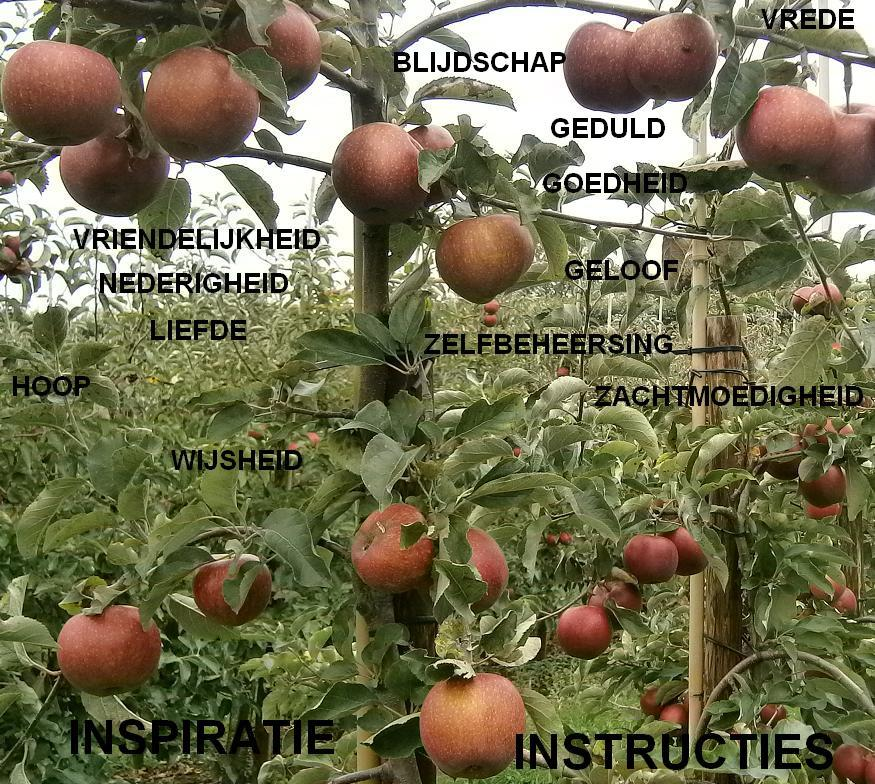 VREDE
BLIJDSCHAP
GEDULD
GOEDHEID
VRIENDELIJKHEID
GELOOF
NEDERIGHEID
LIEFDE
ZELFBEHEERSING
HOOP
ZACHTMOEDIGHEID
WIJSHEID
INSPIRATIE
INSTRUCTIES